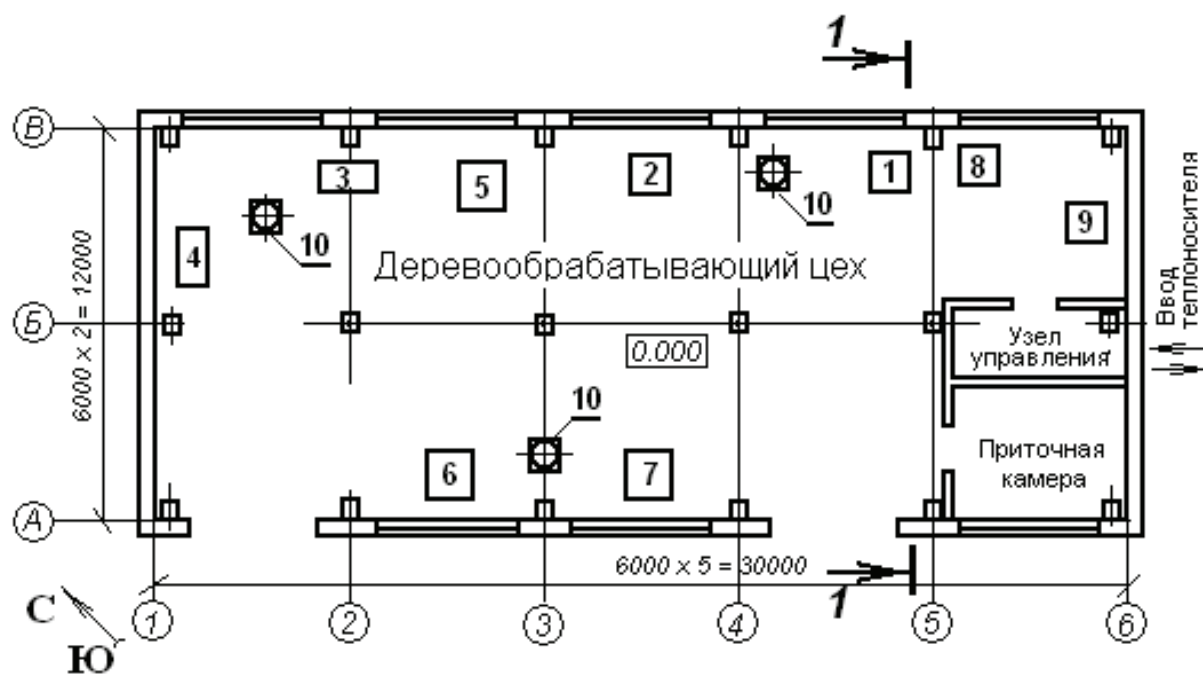 1
В
3
5
2
1
8
10
9
4
10
Деревообрабатывающий цех
Ввод
теплоносителя
6000 x 2 = 12000
Б
0.000
Узел
управления
10
6
7
Приточная
камера
А
6000 x 5 = 30000
1
С
Ю
1
2
3
4
5
6